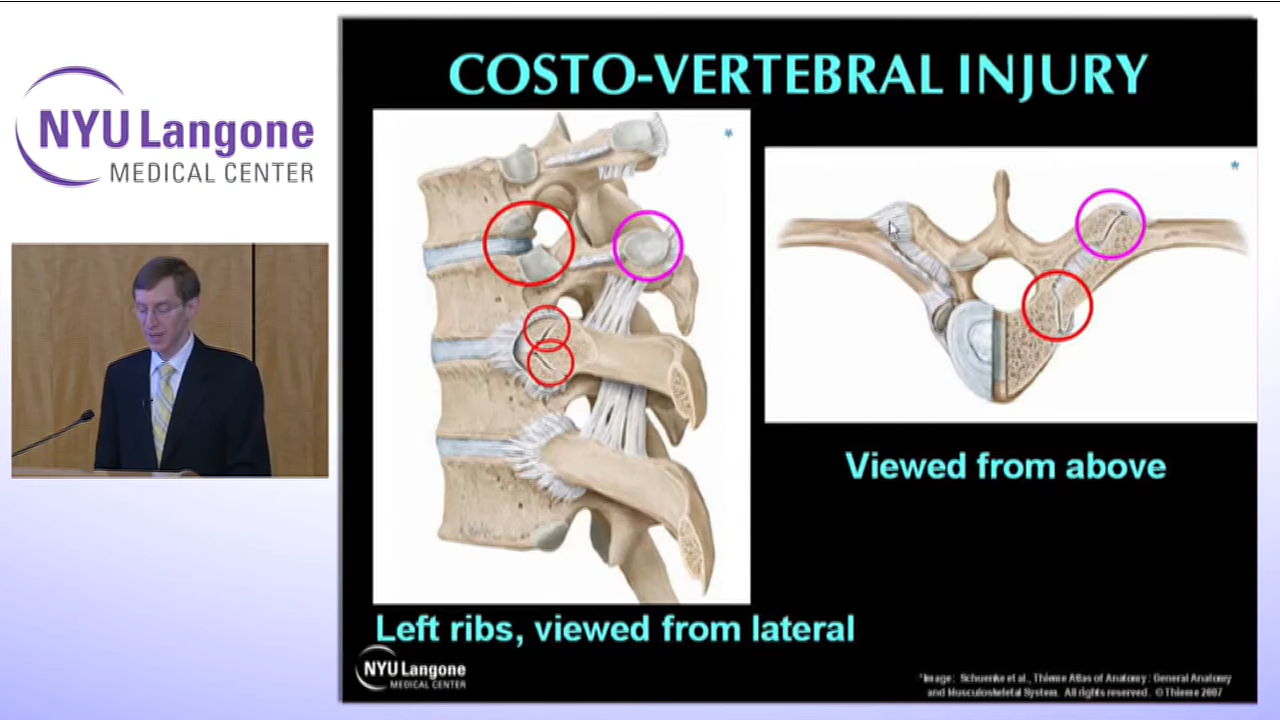 NYU Langone
MEDICAL CENTER
COSTO-VERTEBRAL INJURY
*
*
Viewed from above
Left ribs, viewed from lateral
NYU Langone
MEDICAL CENTER
*Image: Schuenke et al., Thieme Atlas of Anatomy: General Anatomy
and Musculoskeletal System. All rights reserved. © Thieme 2007